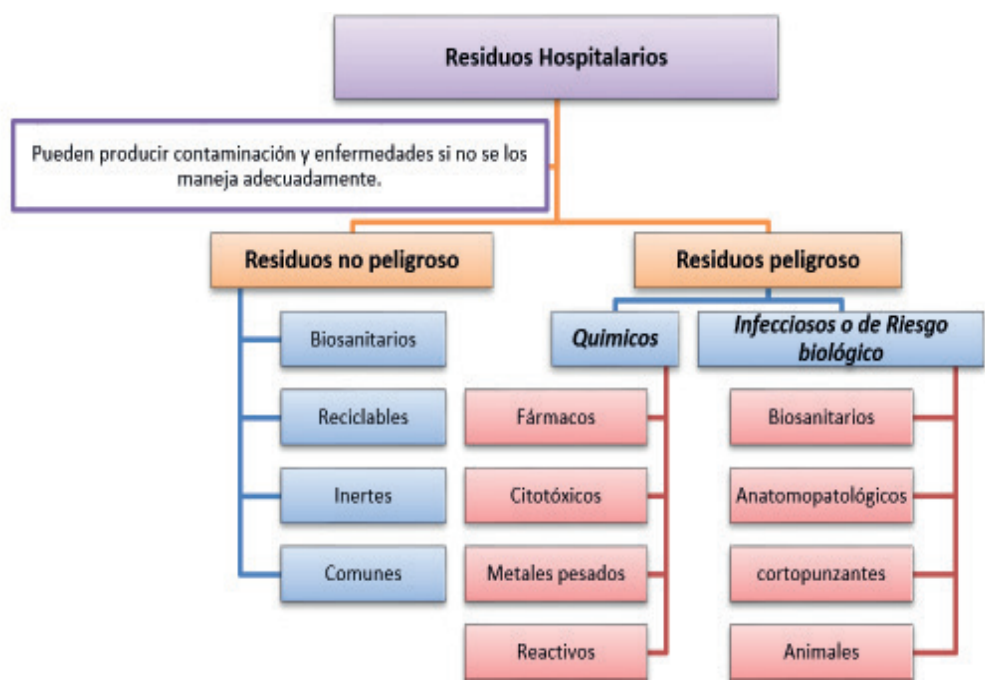 Residuos Hospitalarios
Pueden producir contaminación y enfermedades si no se los
maneja adecuadamente.
Residuos no peligroso
Residuos peligroso
Biosanitarios
Reciclables
Inertes
Comunes
Quimicos
Fármacos
Citotóxicos
Metales pesados
Reactivos
Infecciosos o de Riesgo
biológico
Biosanitarios
Anatomopatológicos
cortopunzantes
Animales